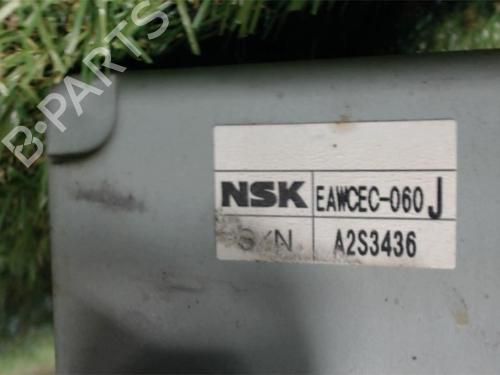 B-PARTS
NSK EAWCEC-060 J
S/N A2S3436